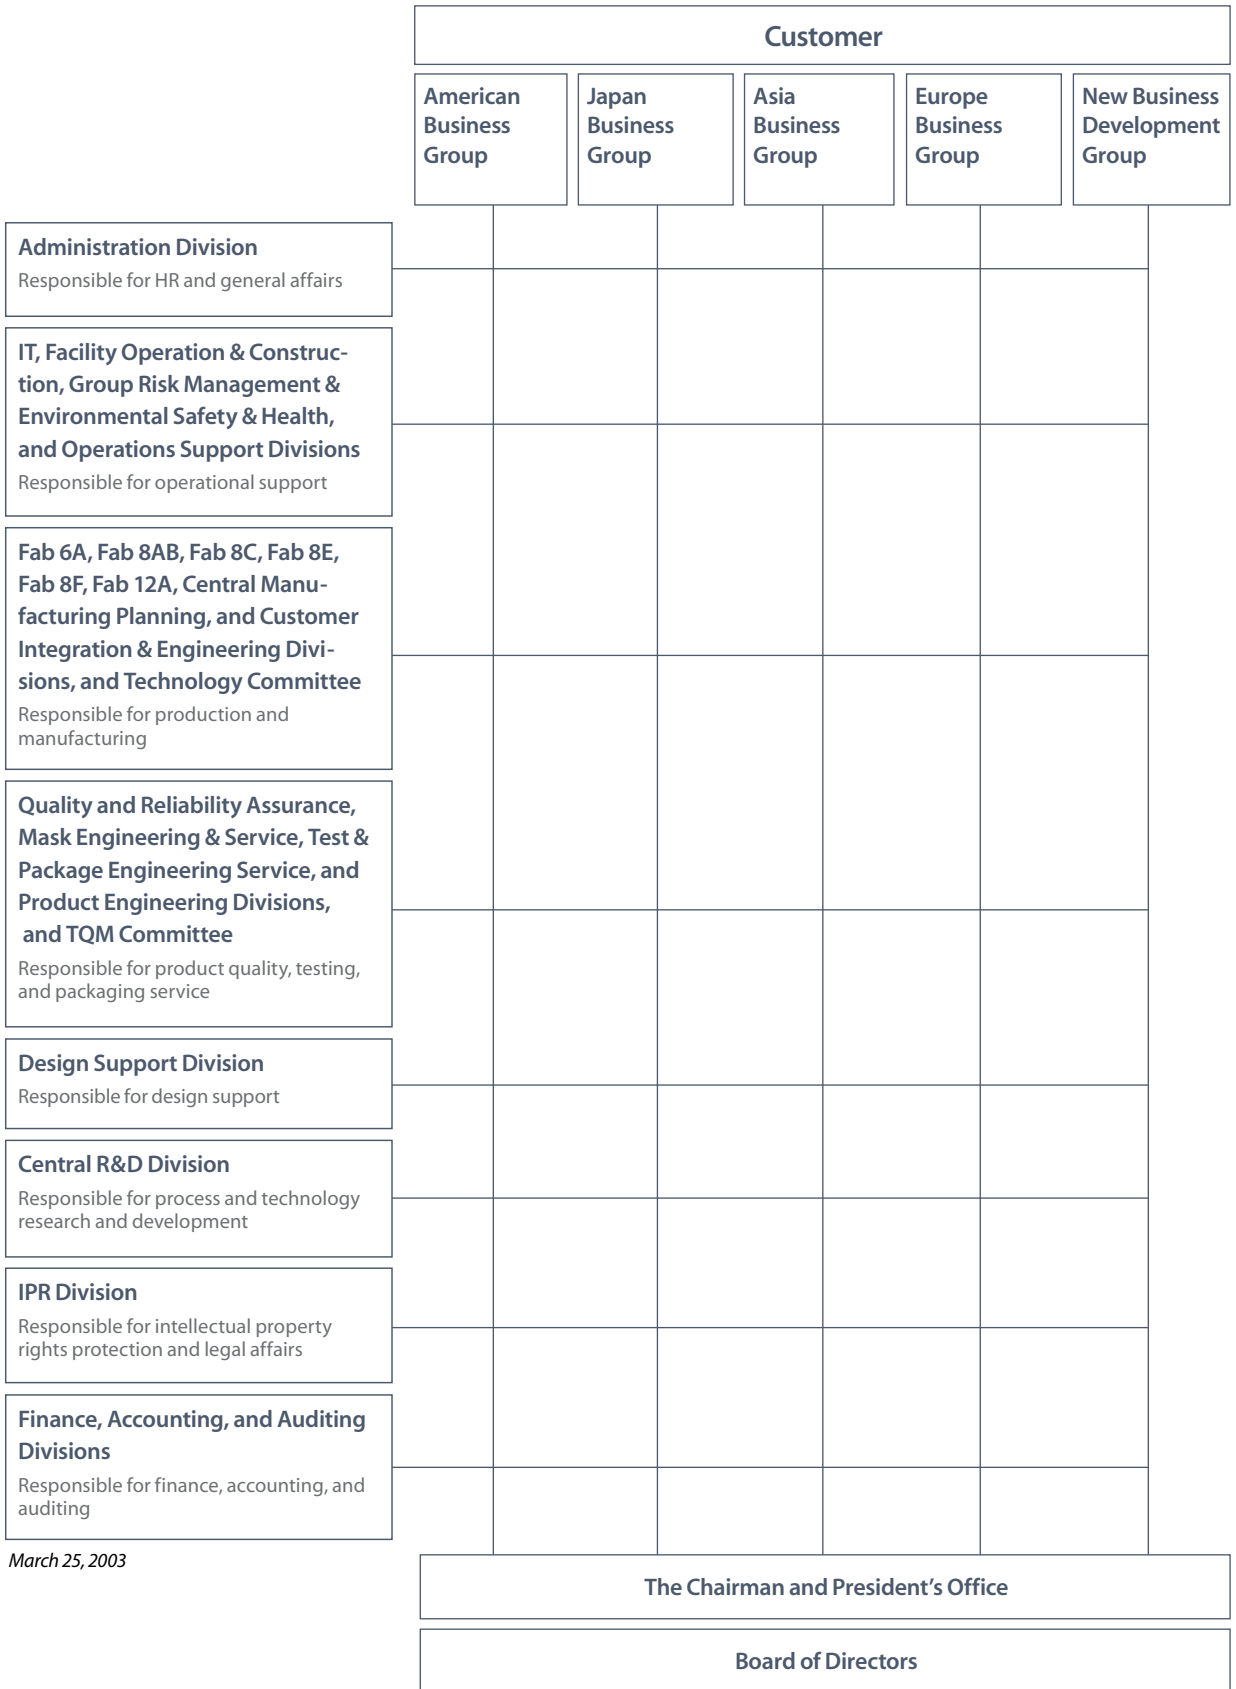 Customer
American
Business
Group
Japan
Business
Group
Asia
Business
Group
Europe
Business
Group
New Business
Development
Group
Administration Division
Responsible for HR and general affairs
IT, Facility Operation & Construc-
tion, Group Risk Management &
Environmental Safety & Health,
and Operations Support Divisions
Responsible for operational support
Fab 6A, Fab 8AB, Fab 8C, Fab 8E,
Fab 8F, Fab 12A, Central Manu-
facturing Planning, and Customer
Integration & Engineering Divi-
sions, and Technology Committee
Responsible for production and
manufacturing
Quality and Reliability Assurance,
Mask Engineering & Service, Test &
Package Engineering Service, and
Product Engineering Divisions,
and TQM Committee
Responsible for product quality, testing,
and packaging service
Design Support Division
Responsible for design support
Central R&D Division
Responsible for process and technology
research and development
IPR Division
Responsible for intellectual property
rights protection and legal affairs
Finance, Accounting, and Auditing
Divisions
Responsible for finance, accounting, and
auditing
March 25, 2003
The Chairman and President's Office
Board of Directors